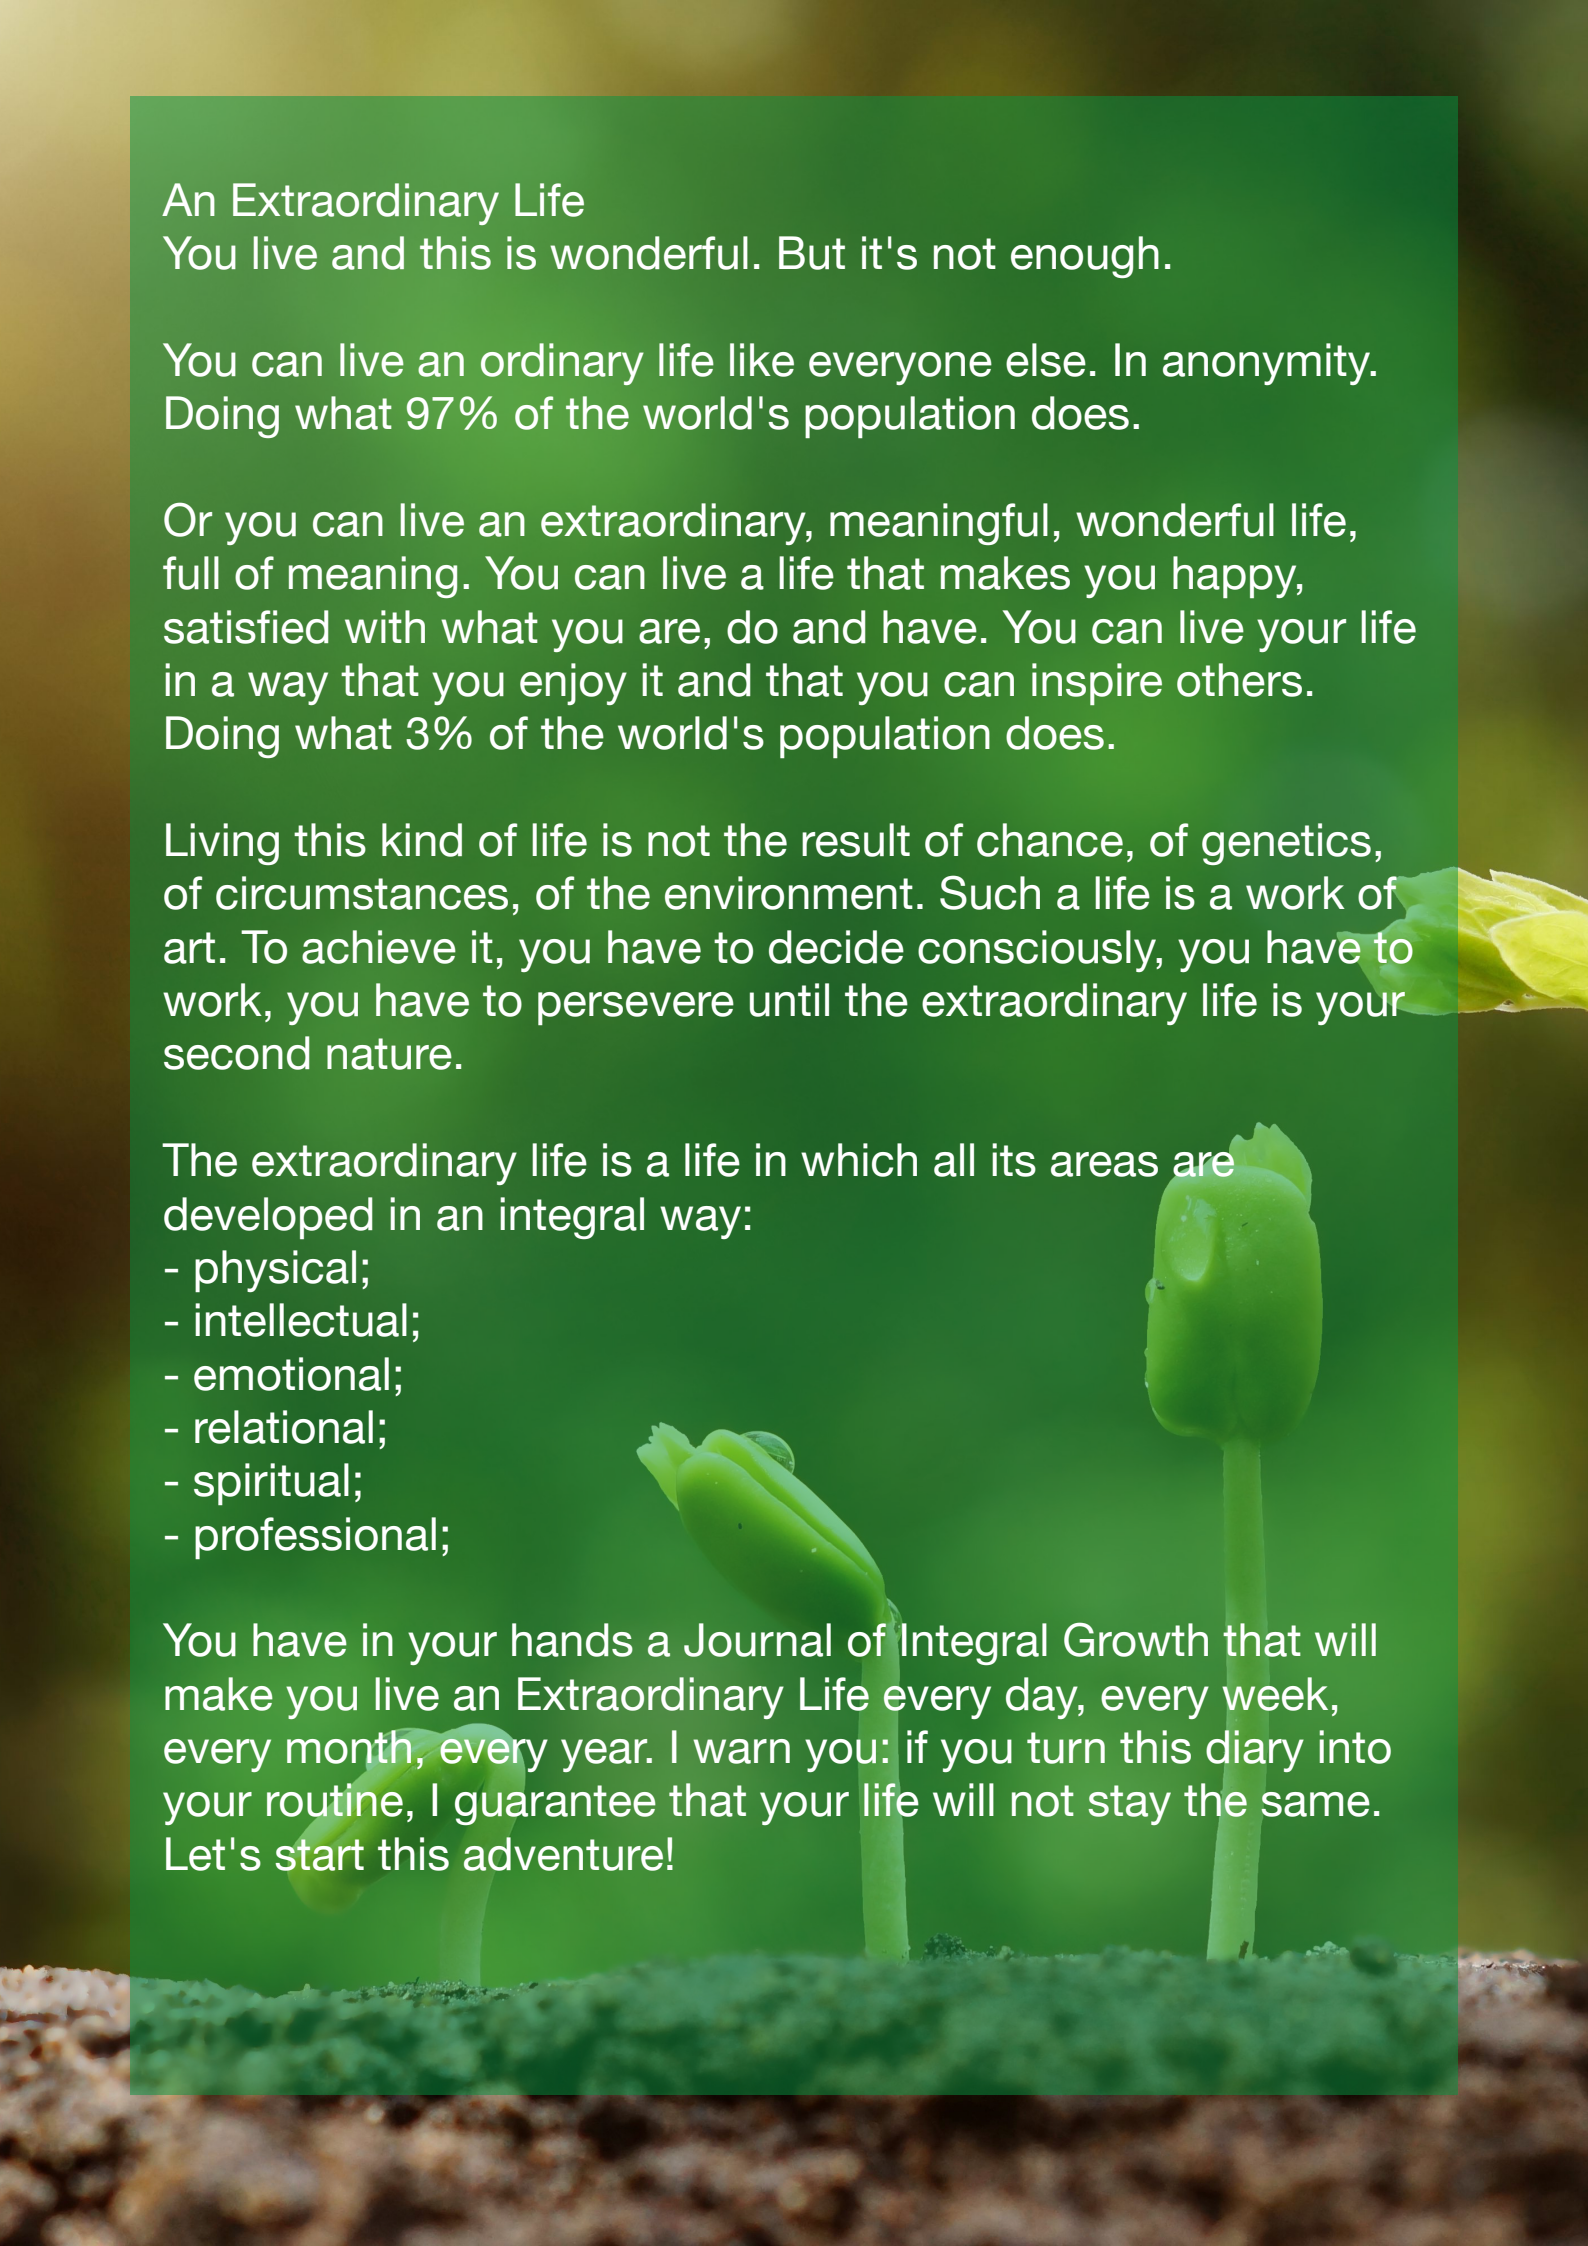 An Extraordinary Life
You live and this is wonderful. But it's not enough.
You can live an ordinary life like everyone else. In anonymity.
Doing what 97% of the world's population does.
Or you can live an extraordinary, meaningful, wonderful life,
full of meaning. You can live a life that makes you happy,
satisfied with what you are, do and have. You can live your life
in a way that you enjoy it and that you can inspire others.
Doing what 3% of the world's population does.
Living this kind of life is not the result of chance, of genetics,
of circumstances, of the environment. Such a life is a work of
art. To achieve it, you have to decide consciously, you have to
work, you have to persevere until the extraordinary life is your
second nature.
The extraordinary life is a life in which all its areas are
developed in an integral way:
- physical;
- intellectual;
- emotional;
- relational;
- spiritual;
- professional;
You have in your hands a Journal of Integral Growth that will
make you live an Extraordinary Life every day, every week,
every month, every year. I warn you: if you turn this diary into
your routine, I guarantee that your life will not stay the same.
Let's start this adventure!